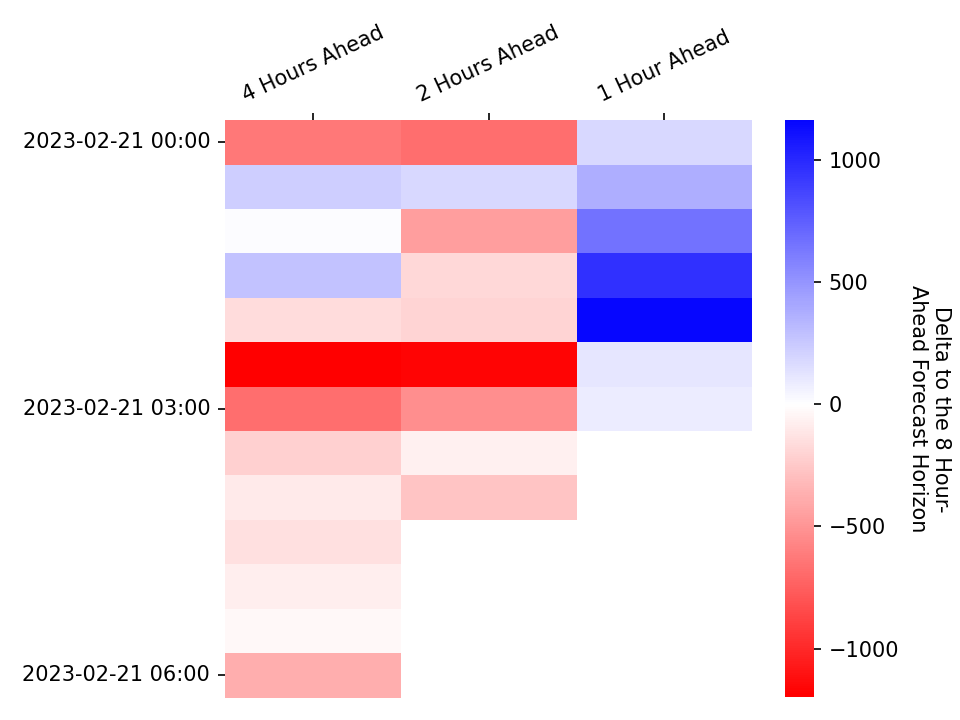 4 Hours Ahead
2 Hours Ahead
1 Hour Ahead
2023-02-21 00:00
2023-02-21 03:00
2023-02-21 06:00
1000
500
0
−500
−1000
Delta to the 8 Hour-
Ahead Forecast Horizon